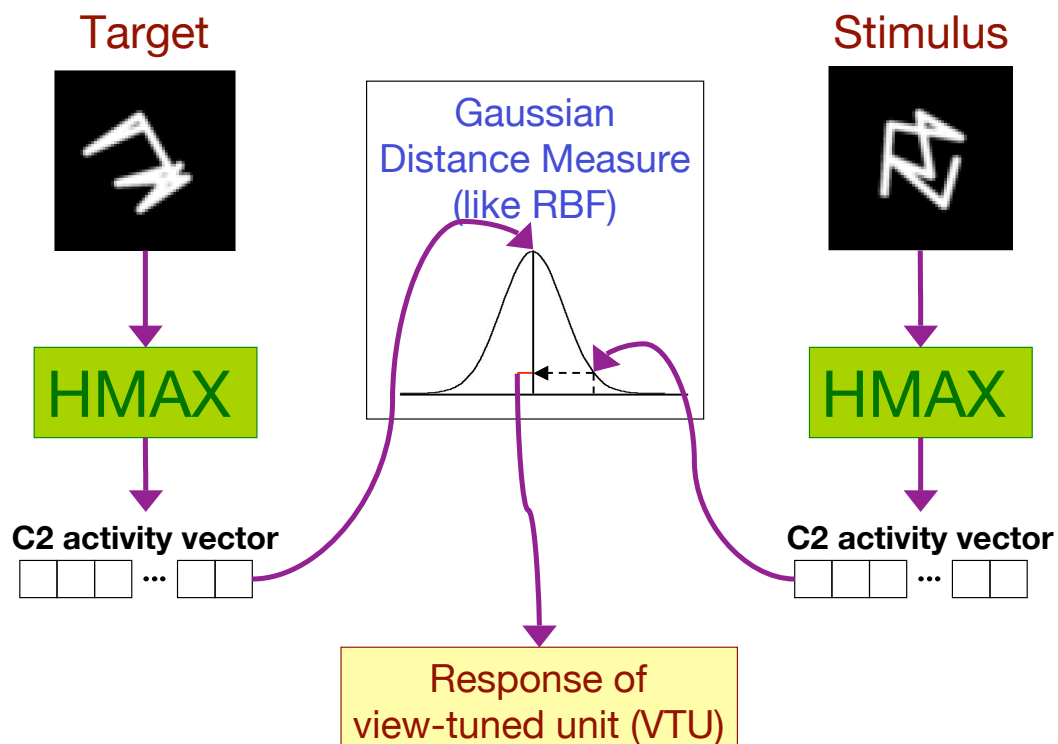 Target
Stimulus
Gaussian
Distance Measure
(like RBF)
HMAX
HMAX
C2 activity vector
...
C2 activity vector
...
Response of
view-tuned unit (VTU)